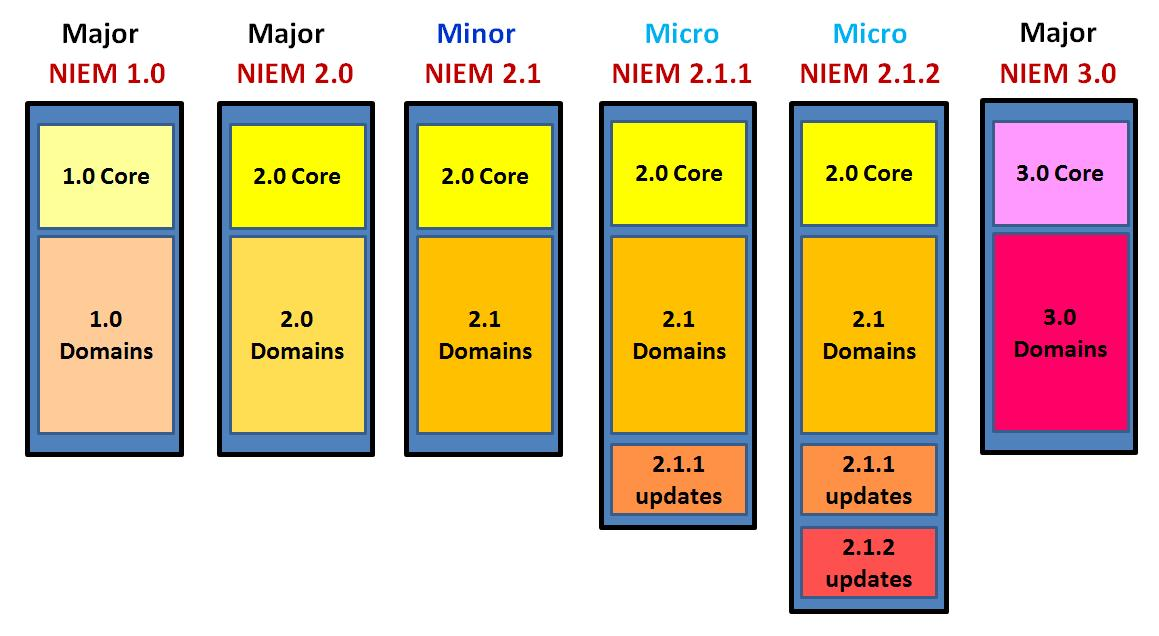 Major
NIEM 1.0
1.0 Core
1.0
Domains
Major
NIEM 2.0
2.0 Core
2.0
Domains
Minor
NIEM 2.1
2.0 Core
2.1
Domains
Micro
NIEM 2.1.1
2.0 Core
2.1
Domains
2.1.1
updates
Micro
NIEM 2.1.2
2.0 Core
2.1
Domains
2.1.1
updates
2.1.2
updates
Major
NIEM 3.0
3.0 Core
3.0
Domains